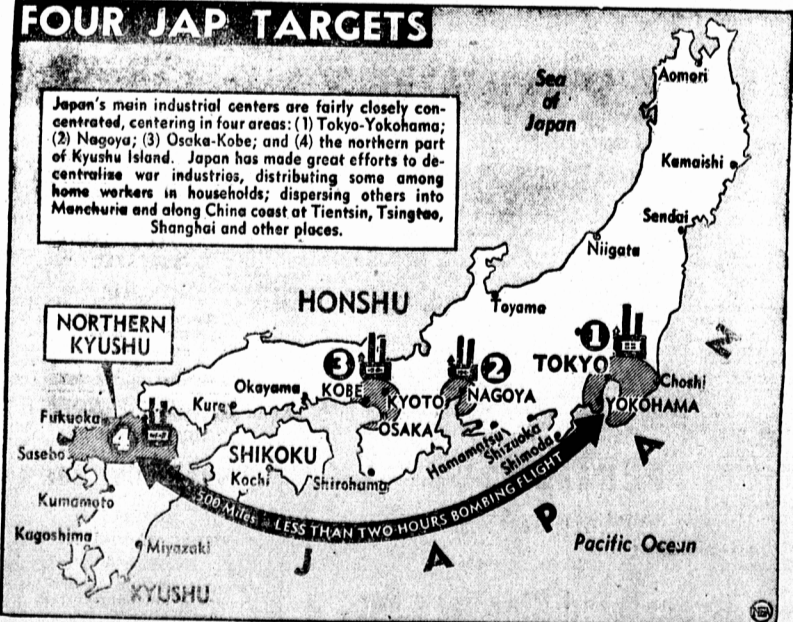 FOUR JAP TARGETS
Japan's main industrial centers are fairly closely con-
centrated, centering in four areas: (1) Tokyo-Yokohama;
(2) Nagoya; (3) Osaka-Kobe; and (4) the northern part
of Kyushu Island. Japan has made great efforts to de-
centralize war industries, distributing some among
home workers in households; dispersing others into
Manchuria and along China coast at Tientsin, Tsingtao,
Shanghai and other places.
Sea
of
Japan
Aomori
Kamaishi
Sendai
Niigata
HONSHU
Toyama
NORTHERN
KYUSHU
1
TOKYO
Choshi
YOKOHAMA
2
NAGOYA
3
KOBE
KYOTO
OSAKA
Okayama
Kure
Fukuoka
4
Sasebo
SHIKOKU
Kochi
Shirohama
Hamamatsu
Shizuoka
Shimoda
Kumamoto
Kagoshima
Miyazaki
KYUSHU
500 Miles - LESS THAN TWO HOURS BOMBING FLIGHT
J A P A N
Pacific Ocean
NEA